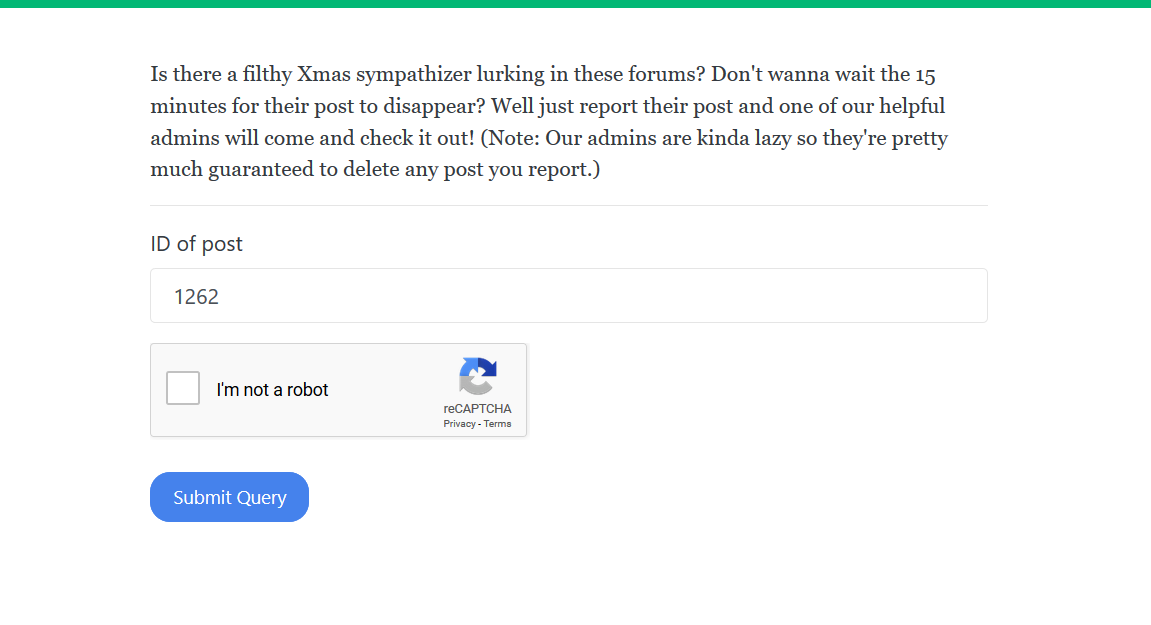 Is there a filthy Xmas sympathizer lurking in these forums? Don't wanna wait the 15
minutes for their post to disappear? Well just report their post and one of our helpful
admins will come and check it out! (Note: Our admins are kinda lazy so they're pretty
much guaranteed to delete any post you report.)
ID of post
1262
I'm not a robot
reCAPTCHA
Privacy - Terms
Submit Query